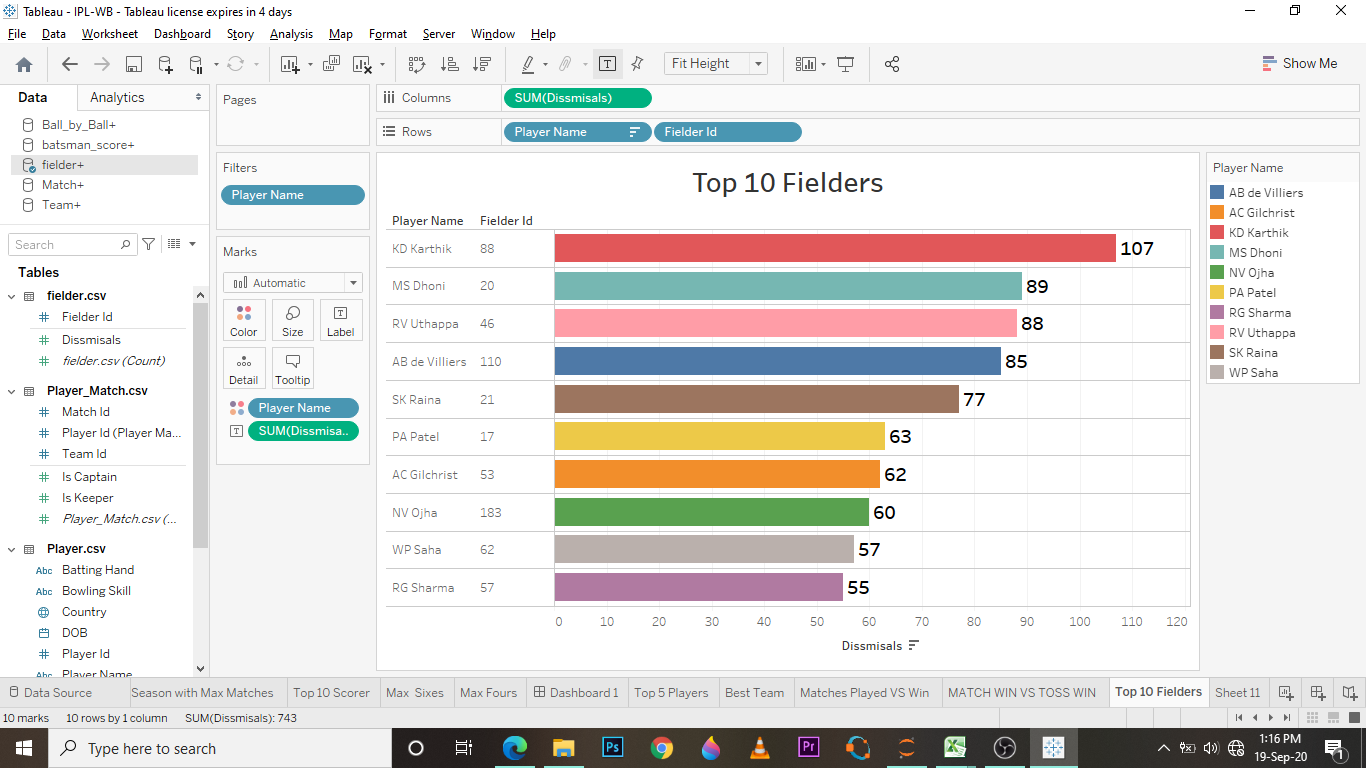 Tableau - IPL-WB - Tableau license expires in 4 days
File Data Worksheet Dashboard Story Analysis Map Format Server Window Help
Fit Height
Show Me
Data Analytics
Ball_by_Ball+
batsman_score+
fielder+
Match+
Team+
Search
Tables
fielder.csv
Fielder Id
Dissmisals
fielder.csv (Count)
Player_Match.csv
Match Id
Player Id (Player Ma...
Team Id
Is Captain
Is Keeper
Player_Match.csv (...
Player.csv
Abc Batting Hand
Abc Bowling Skill
Country
DOB
Player Id
Abc Player Name
Pages
Filters
Player Name
Marks
Automatic
Color Size Label
Detail Tooltip
Player Name
SUM(Dissmisa..
Columns SUM(Dissmisals)
Rows Player Name Fielder Id
Top 10 Fielders
Player Name Fielder Id
KD Karthik 88 107
MS Dhoni 20 89
RV Uthappa 46 88
AB de Villiers 110 85
SK Raina 21 77
PA Patel 17 63
AC Gilchrist 53 62
NV Ojha 183 60
WP Saha 62 57
RG Sharma 57 55
0 10 20 30 40 50 60 70 80 90 100 110 120
Dissmisals
Player Name
AB de Villiers
AC Gilchrist
KD Karthik
MS Dhoni
NV Ojha
PA Patel
RG Sharma
RV Uthappa
SK Raina
WP Saha
Data Source Season with Max Matches Top 10 Scorer Max Sixes Max Fours Dashboard 1 Top 5 Players Best Team Matches Played VS Win MATCH WIN VS TOSS WIN Top 10 Fielders Sheet 11
10 marks 10 rows by 1 column SUM(Dissmisals): 743
Type here to search
Ps
Pr
1:16 PM
19-Sep-20
1